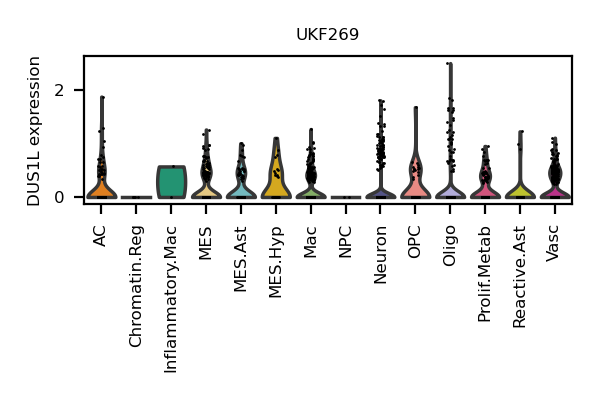 UKF269
DUS1L expression
2
0
AC
Chromatin.Reg
Inflammatory.Mac
MES
MES.Ast
MES.Hyp
Mac
NPC
Neuron
OPC
Oligo
Prolif.Metab
Reactive.Ast
Vasc